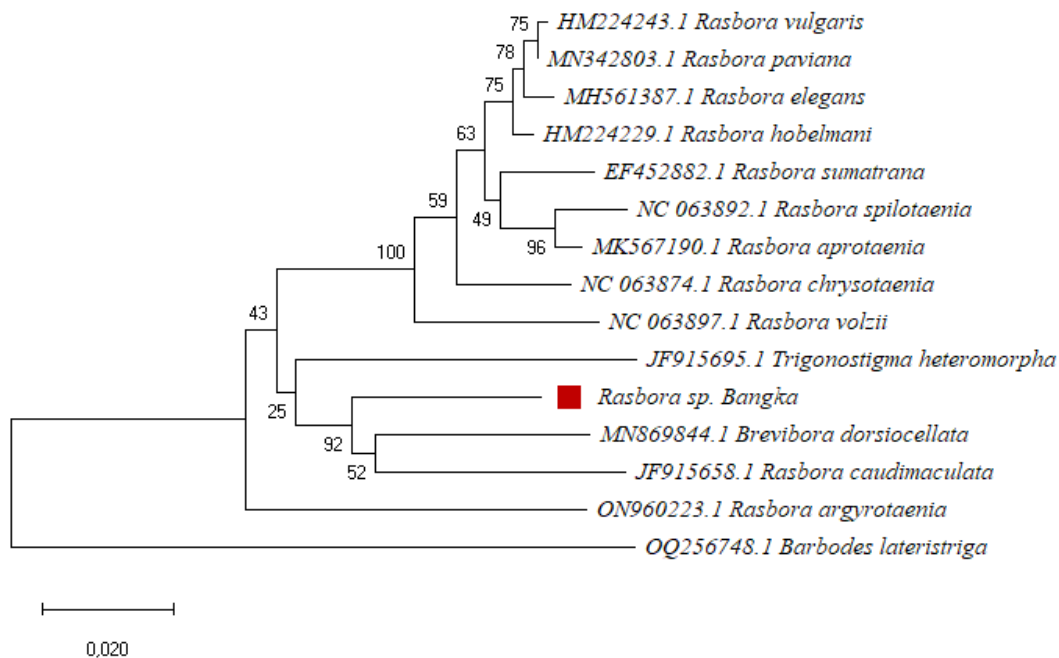 75
HM224243.1 Rasbora vulgaris
78
MN342803.1 Rasbora paviana
75
MH561387.1 Rasbora elegans
63
HM224229.1 Rasbora hobelmani
EF452882.1 Rasbora sumatrana
59
49
NC 063892.1 Rasbora spilotaenia
96
MK567190.1 Rasbora aprotaenia
100
NC 063874.1 Rasbora chrysotaenia
43
NC 063897.1 Rasbora volzii
JF915695.1 Trigonostigma heteromorpha
25
Rasbora sp. Bangka
92
MN869844.1 Brevibora dorsiocellata
52
JF915658.1 Rasbora caudimaculata
ON960223.1 Rasbora argyrotaenia
OQ256748.1 Barbodes lateristriga
0,020